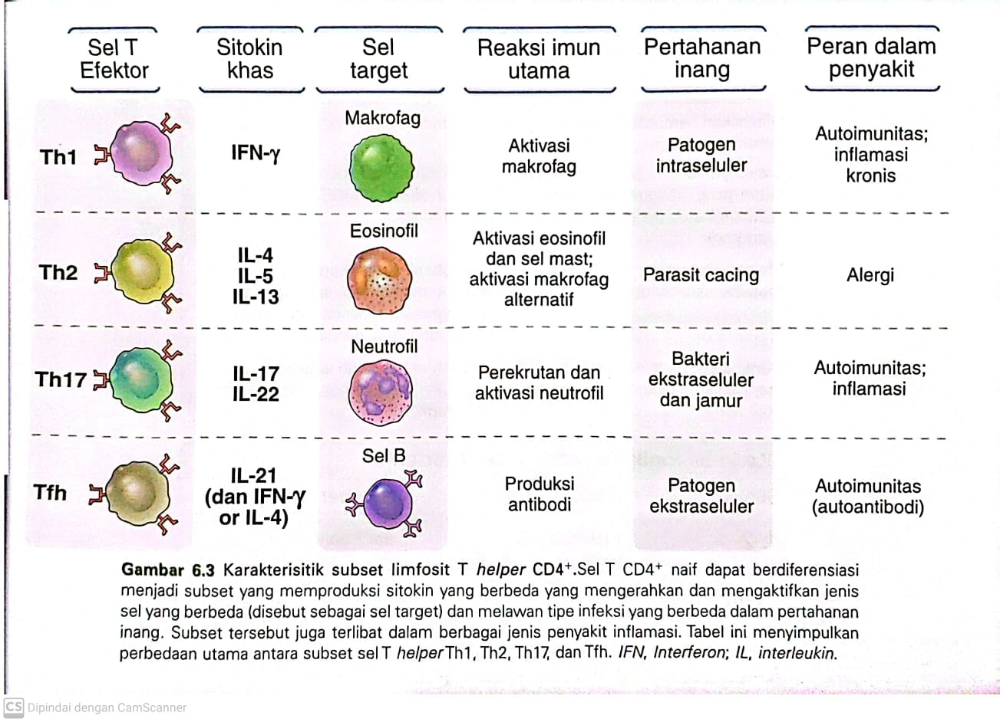 Sel T
Efektor
Sitokin
khas
Sel
target
Reaksi imun
utama
Pertahanan
inang
Peran dalam
penyakit
Th1
IFN-γ
Makrofag
Aktivasi
makrofag
Patogen
intraseluler
Autoimunitas;
inflamasi
kronis
Th2
IL-4
IL-5
IL-13
Eosinofil
Aktivasi eosinofil
dan sel mast;
aktivasi makrofag
alternatif
Parasit cacing
Alergi
Th17
IL-17
IL-22
Neutrofil
Perekrutan dan
aktivasi neutrofil
Bakteri
ekstraseluler
dan jamur
Autoimunitas;
inflamasi
Tfh
IL-21
(dan IFN-γ
or IL-4)
Sel B
Produksi
antibodi
Patogen
ekstraseluler
Autoimunitas
(autoantibodi)
Gambar 6.3 Karakterisitik subset limfosit T helper CD4⁺.Sel T CD4⁺ naif dapat berdiferensiasi
menjadi subset yang memproduksi sitokin yang berbeda yang mengerahkan dan mengaktifkan jenis
sel yang berbeda (disebut sebagai sel target) dan melawan tipe infeksi yang berbeda dalam pertahanan
inang. Subset tersebut juga terlibat dalam berbagai jenis penyakit inflamasi. Tabel ini menyimpulkan
perbedaan utama antara subset sel T helper Th1, Th2, Th17, dan Tfh. IFN, Interferon; IL, interleukin.
CS Dipindai dengan CamScanner